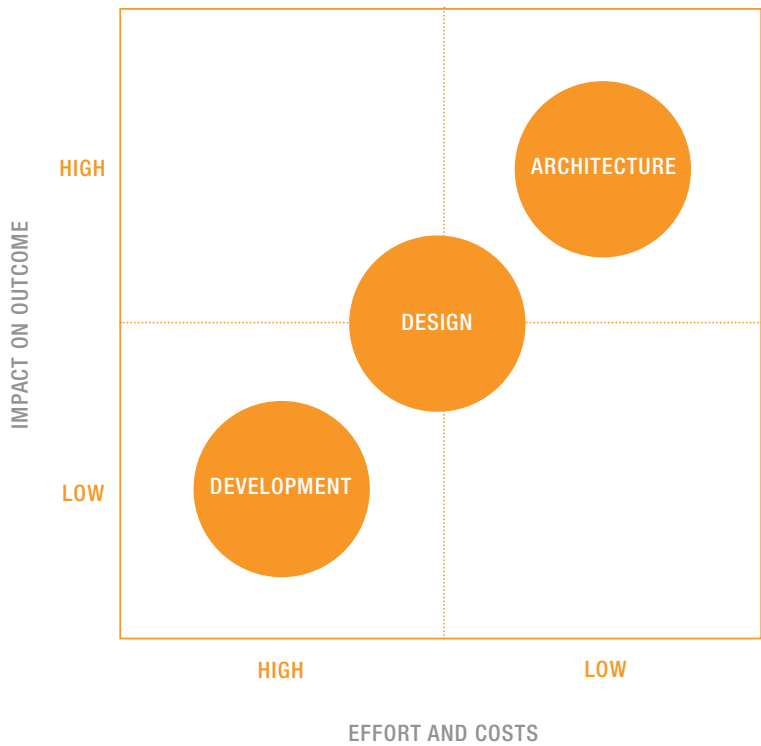 HIGH
ARCHITECTURE
IMPACT ON OUTCOME
DESIGN
DEVELOPMENT
LOW
HIGH
LOW
EFFORT AND COSTS